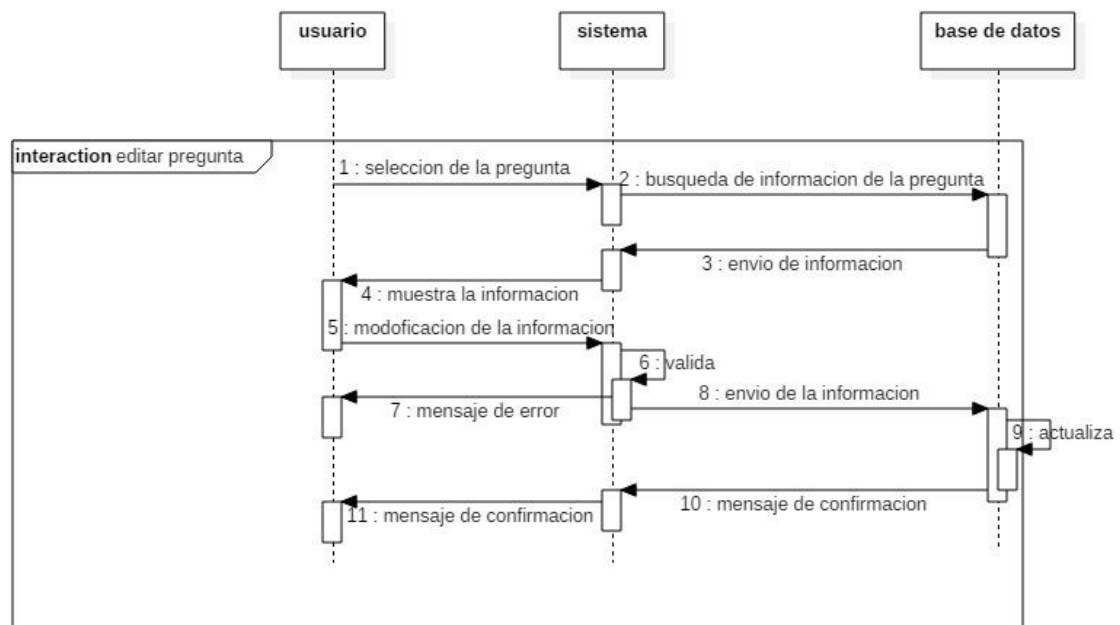 usuario
sistema
base de datos
interaction editar pregunta
1 : seleccion de la pregunta
2 : busqueda de informacion de la pregunta
3 : envio de informacion
4 : muestra la informacion
5 : modoficacion de la informacion
6 : valida
7 : mensaje de error
8 : envio de la informacion
9 : actualiza
10 : mensaje de confirmacion
11 : mensaje de confirmacion